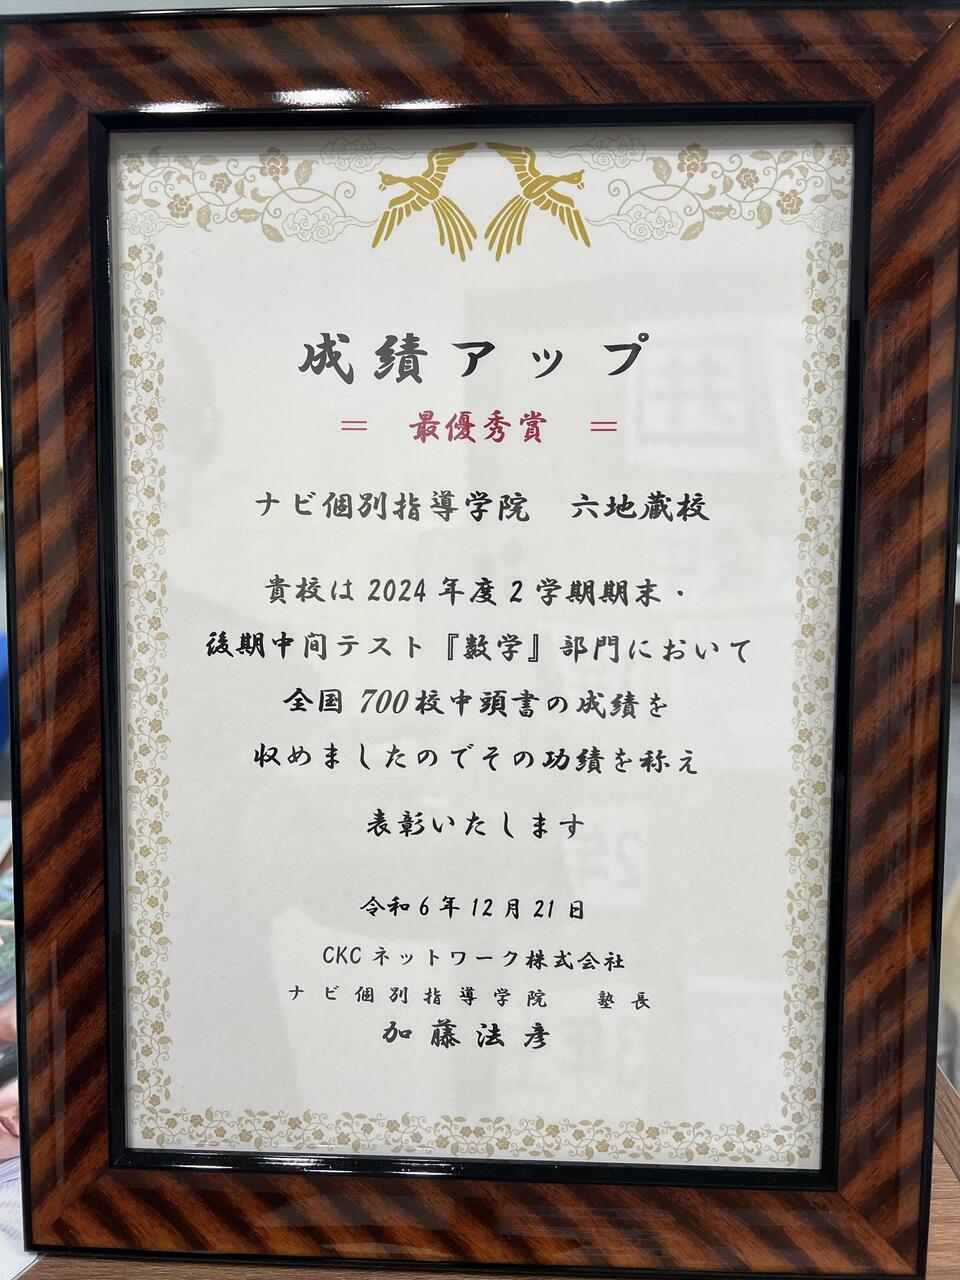 成績アップ
＝ 最優秀賞 ＝
ナビ個別指導学院 六地蔵校
貴校は2024年度2学期期末・
後期中間テスト『数学』部門において
全国700校中頭書の成績を
収めましたのでその功績を称え
表彰いたします
令和6年12月21日
CKCネットワーク株式会社
ナビ個別指導学院 塾長
加藤法彦